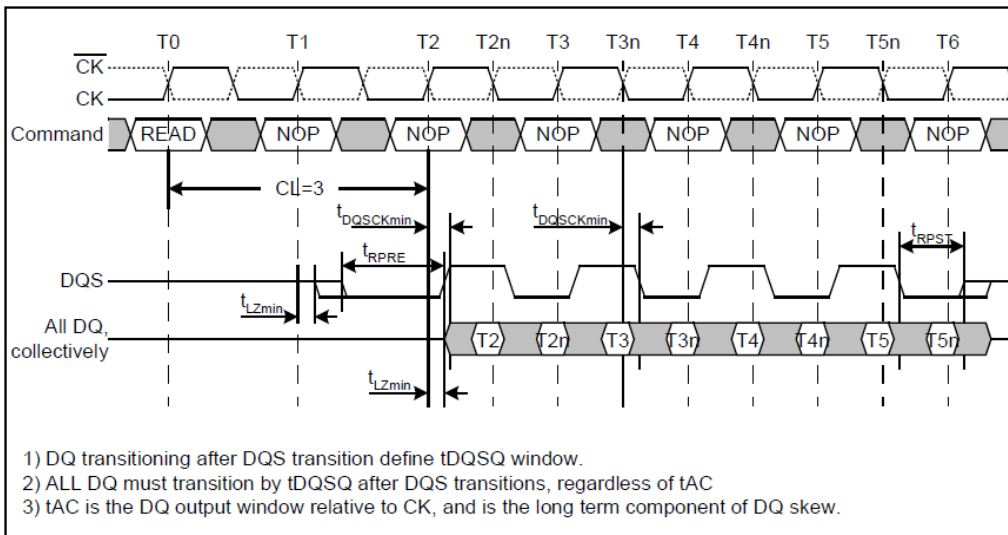 T0 T1 T2 T2n T3 T3n T4 T4n T5 T5n T6
CK
CK
Command READ NOP NOP NOP NOP NOP NOP
CL=3
tDQSCKmin tDQSCKmin
tRPRE tRPST
DQS
tLZmin
All DQ,
collectively T2 T2n T3 T3n T4 T4n T5 T5n
tLZmin
1) DQ transitioning after DQS transition define tDQSQ window.
2) ALL DQ must transition by tDQSQ after DQS transitions, regardless of tAC
3) tAC is the DQ output window relative to CK, and is the long term component of DQ skew.